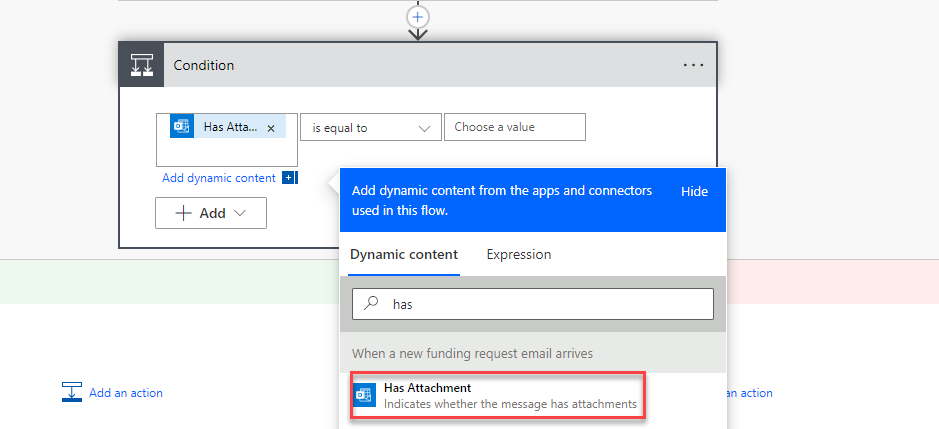 Condition
Has Atta...
is equal to
Choose a value
Add dynamic content
Add
Add dynamic content from the apps and connectors
used in this flow.
Hide
Dynamic content
Expression
has
When a new funding request email arrives
Has Attachment
Indicates whether the message has attachments
Add an action
an action